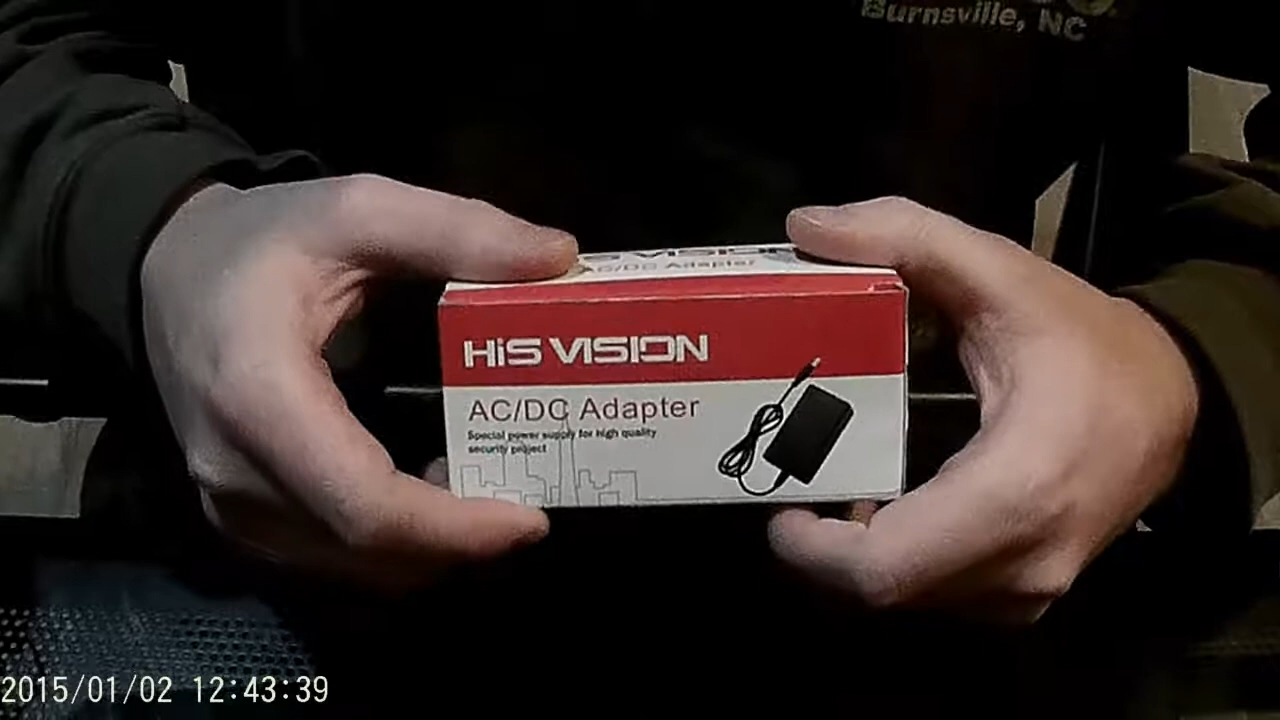 Burnsville, NC
VISION
AC/DC Adapter
HiS VISION
AC/DC Adapter
Special power supply for high quality
security project
2015/01/02 12:43:39